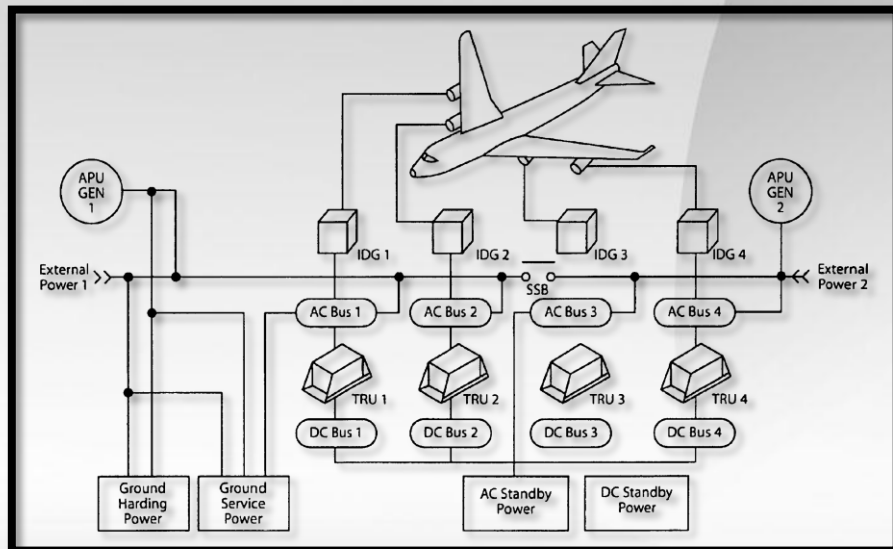 APU
GEN
1
APU
GEN
2
IDG 1
IDG 2
IDG 3
IDG 4
External
Power 1
SSB
External
Power 2
AC Bus 1
AC Bus 2
AC Bus 3
AC Bus 4
TRU 1
TRU 2
TRU 3
TRU 4
DC Bus 1
DC Bus 2
DC Bus 3
DC Bus 4
Ground
Harding
Power
Ground
Service
Power
AC Standby
Power
DC Standby
Power